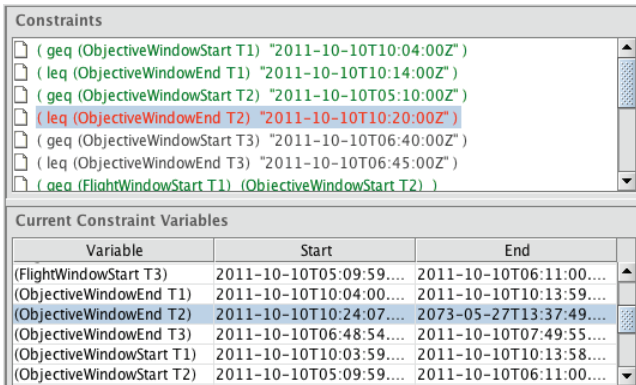 Constraints
( geq (ObjectiveWindowStart T1) "2011-10-10T10:04:00Z" )
( leq (ObjectiveWindowEnd T1) "2011-10-10T10:14:00Z" )
( geq (ObjectiveWindowStart T2) "2011-10-10T05:10:00Z" )
( leq (ObjectiveWindowEnd T2) "2011-10-10T10:20:00Z" )
( geq (ObjectiveWindowStart T3) "2011-10-10T06:40:00Z" )
( leq (ObjectiveWindowEnd T3) "2011-10-10T06:45:00Z" )
( geq (FlightWindowStart T1) (ObjectiveWindowStart T2) )
Current Constraint Variables
Variable Start End
(FlightWindowStart T3) 2011-10-10T05:09:59.... 2011-10-10T06:11:00....
(ObjectiveWindowEnd T1) 2011-10-10T10:04:00.... 2011-10-10T10:13:59....
(ObjectiveWindowEnd T2) 2011-10-10T10:24:07.... 2073-05-27T13:37:49....
(ObjectiveWindowEnd T3) 2011-10-10T06:48:54.... 2011-10-10T07:49:55....
(ObjectiveWindowStart T1) 2011-10-10T10:03:59.... 2011-10-10T10:13:58....
(ObjectiveWindowStart T2) 2011-10-10T05:09:59.... 2011-10-10T06:11:00....